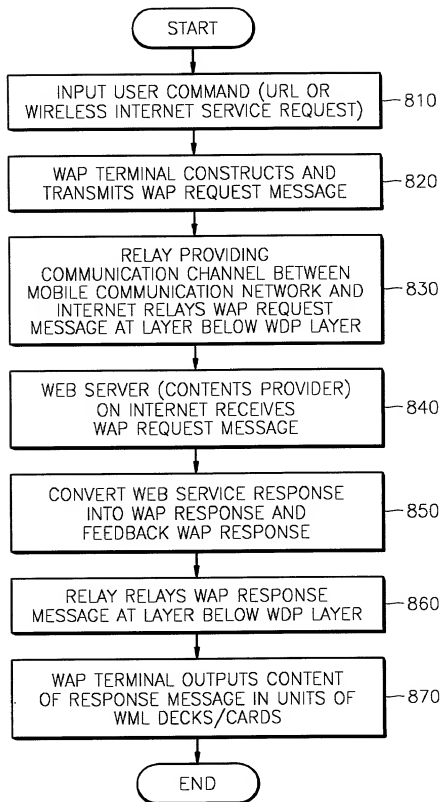 START
INPUT USER COMMAND (URL OR
WIRELESS INTERNET SERVICE REQUEST)
810
WAP TERMINAL CONSTRUCTS AND
TRANSMITS WAP REQUEST MESSAGE
820
RELAY PROVIDING
COMMUNICATION CHANNEL BETWEEN
MOBILE COMMUNICATION NETWORK AND
INTERNET RELAYS WAP REQUEST
MESSAGE AT LAYER BELOW WDP LAYER
830
WEB SERVER (CONTENTS PROVIDER)
ON INTERNET RECEIVES
WAP REQUEST MESSAGE
840
CONVERT WEB SERVICE RESPONSE
INTO WAP RESPONSE AND
FEEDBACK WAP RESPONSE
850
RELAY RELAYS WAP RESPONSE
MESSAGE AT LAYER BELOW WDP LAYER
860
WAP TERMINAL OUTPUTS CONTENT
OF RESPONSE MESSAGE IN UNITS OF
WML DECKS/CARDS
870
END